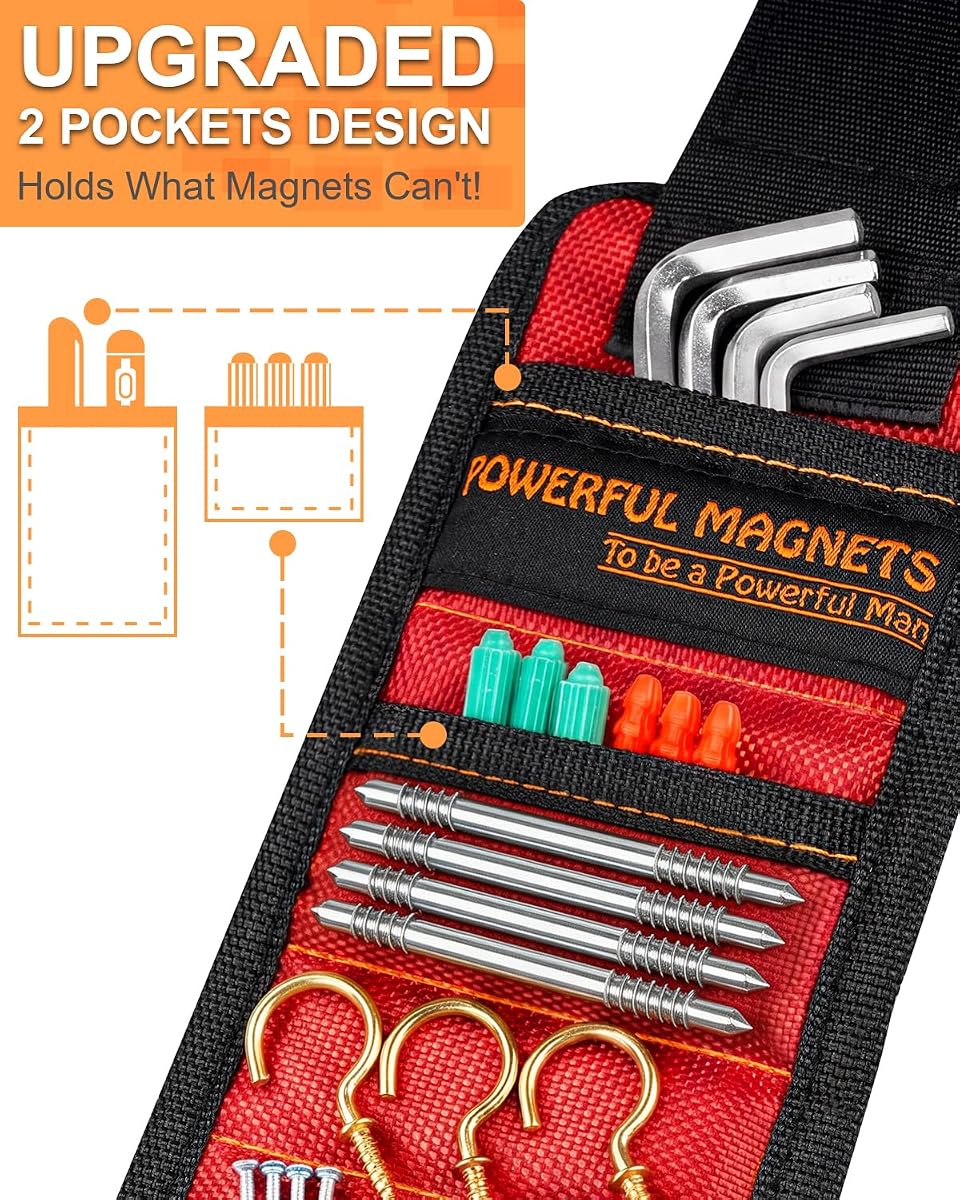 UPGRADED
2 POCKETS DESIGN
Holds What Magnets Can't!
POWERFUL MAGNETS
To be a Powerful Man